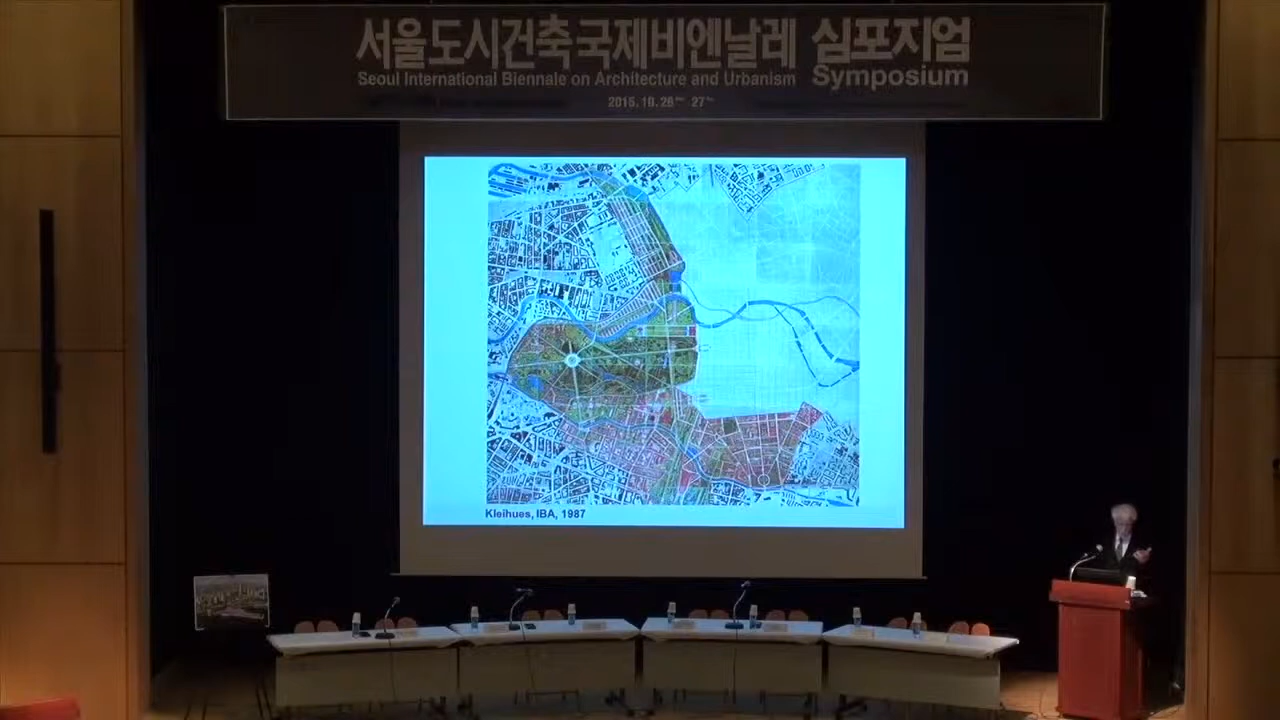 서울도시건축국제비엔날레 심포지엄
Seoul International Biennale on Architecture and Urbanism Symposium
2015. 10. 26 27
Kleihues, IBA, 1987